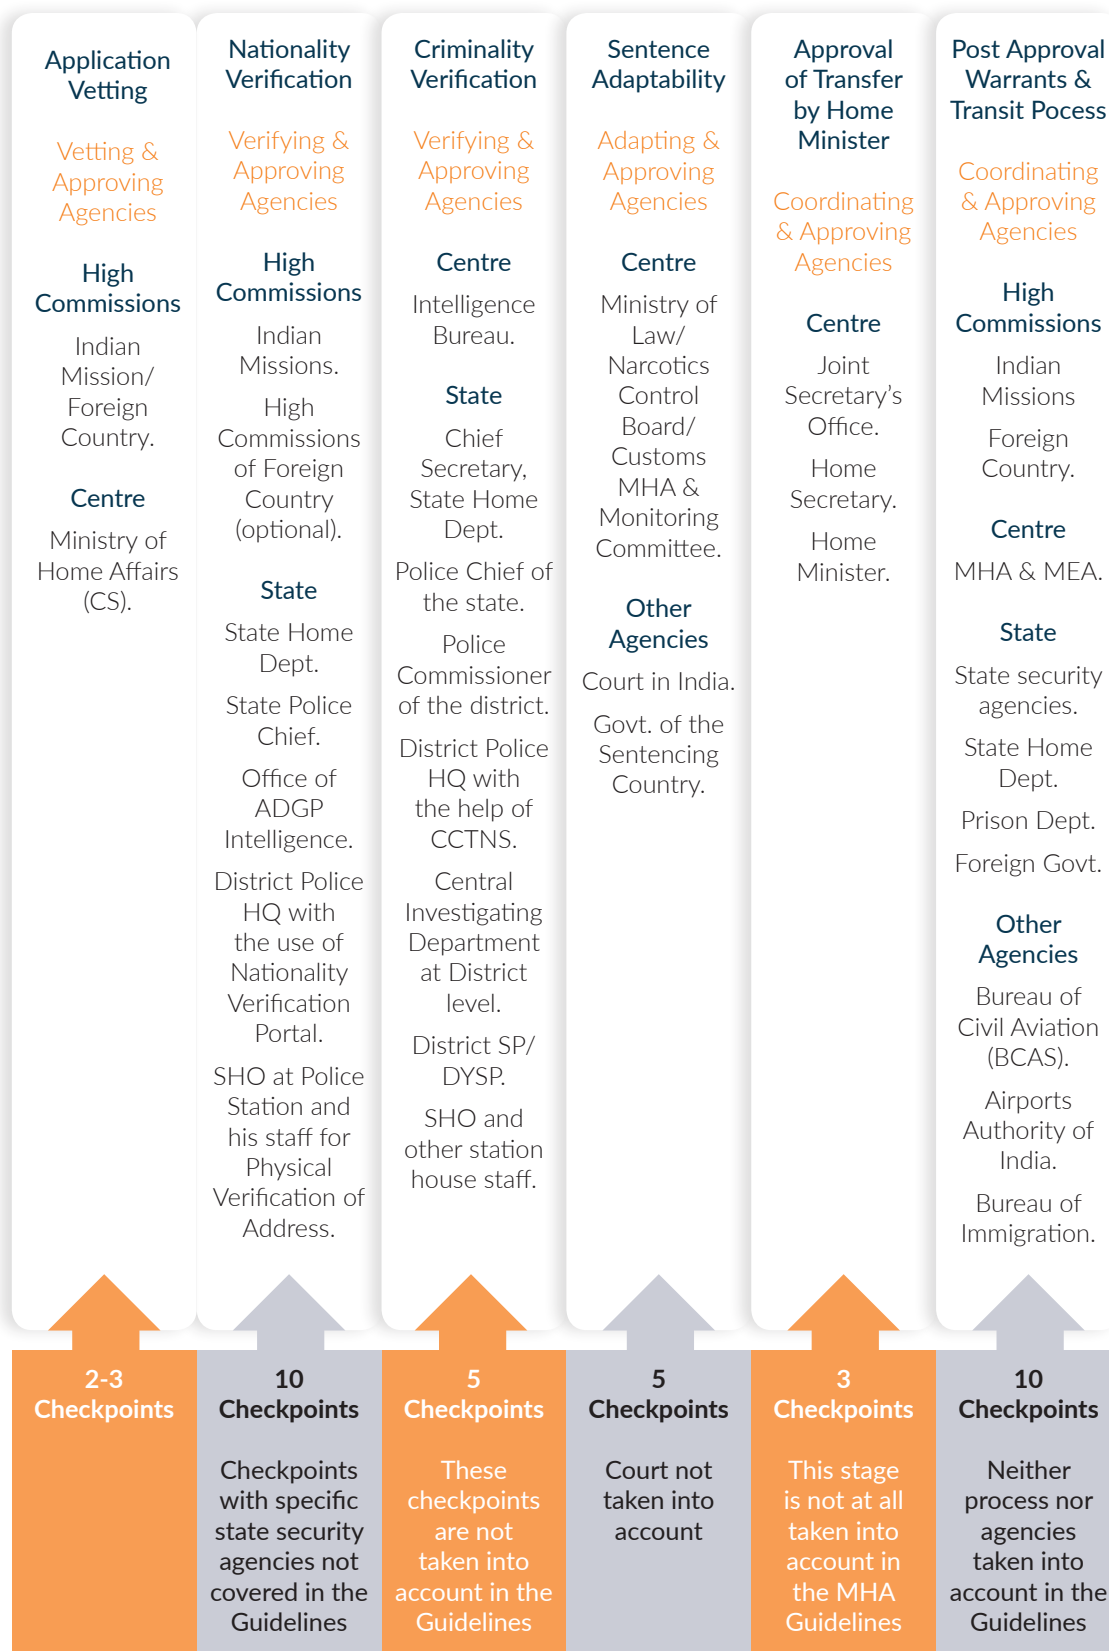 Application
Vetting
Vetting &
Approving
Agencies
High
Commissions
Indian
Mission/
Foreign
Country.
Centre
Ministry of
Home Affairs
(CS).
2-3
Checkpoints
Nationality
Verification
Verifying &
Approving
Agencies
High
Commissions
Indian
Missions.
High
Commissions
of Foreign
Country
(optional).
State
State Home
Dept.
State Police
Chief.
Office of
ADGP
Intelligence.
District Police
HQ with
the use of
Nationality
Verification
Portal.
SHO at Police
Station and
his staff for
Physical
Verification of
Address.
10
Checkpoints
Checkpoints
with specific
state security
agencies not
covered in the
Guidelines
Criminality
Verification
Verifying &
Approving
Agencies
Centre
Intelligence
Bureau.
State
Chief
Secretary,
State Home
Dept.
Police Chief of
the state.
Police
Commissioner
of the district.
District Police
HQ with
the help of
CCTNS.
Central
Investigating
Department
at District
level.
District SP/
DYSP.
SHO and
other station
house staff.
5
Checkpoints
These
checkpoints
are not
taken into
account in the
Guidelines
Sentence
Adaptability
Adapting &
Approving
Agencies
Centre
Ministry of
Law/
Narcotics
Control
Board/
Customs
MHA &
Monitoring
Committee.
Other
Agencies
Court in India.
Govt. of the
Sentencing
Country.
5
Checkpoints
Court not
taken into
account
Approval
of Transfer
by Home
Minister
Coordinating
& Approving
Agencies
Centre
Joint
Secretary's
Office.
Home
Secretary.
Home
Minister.
3
Checkpoints
This stage
is not at all
taken into
account in
the MHA
Guidelines
Post Approval
Warrants &
Transit Pocess
Coordinating
& Approving
Agencies
High
Commissions
Indian
Missions
Foreign
Country.
Centre
MHA & MEA.
State
State security
agencies.
State Home
Dept.
Prison Dept.
Foreign Govt.
Other
Agencies
Bureau of
Civil Aviation
(BCAS).
Airports
Authority of
India.
Bureau of
Immigration.
10
Checkpoints
Neither
process nor
agencies
taken into
account in the
Guidelines